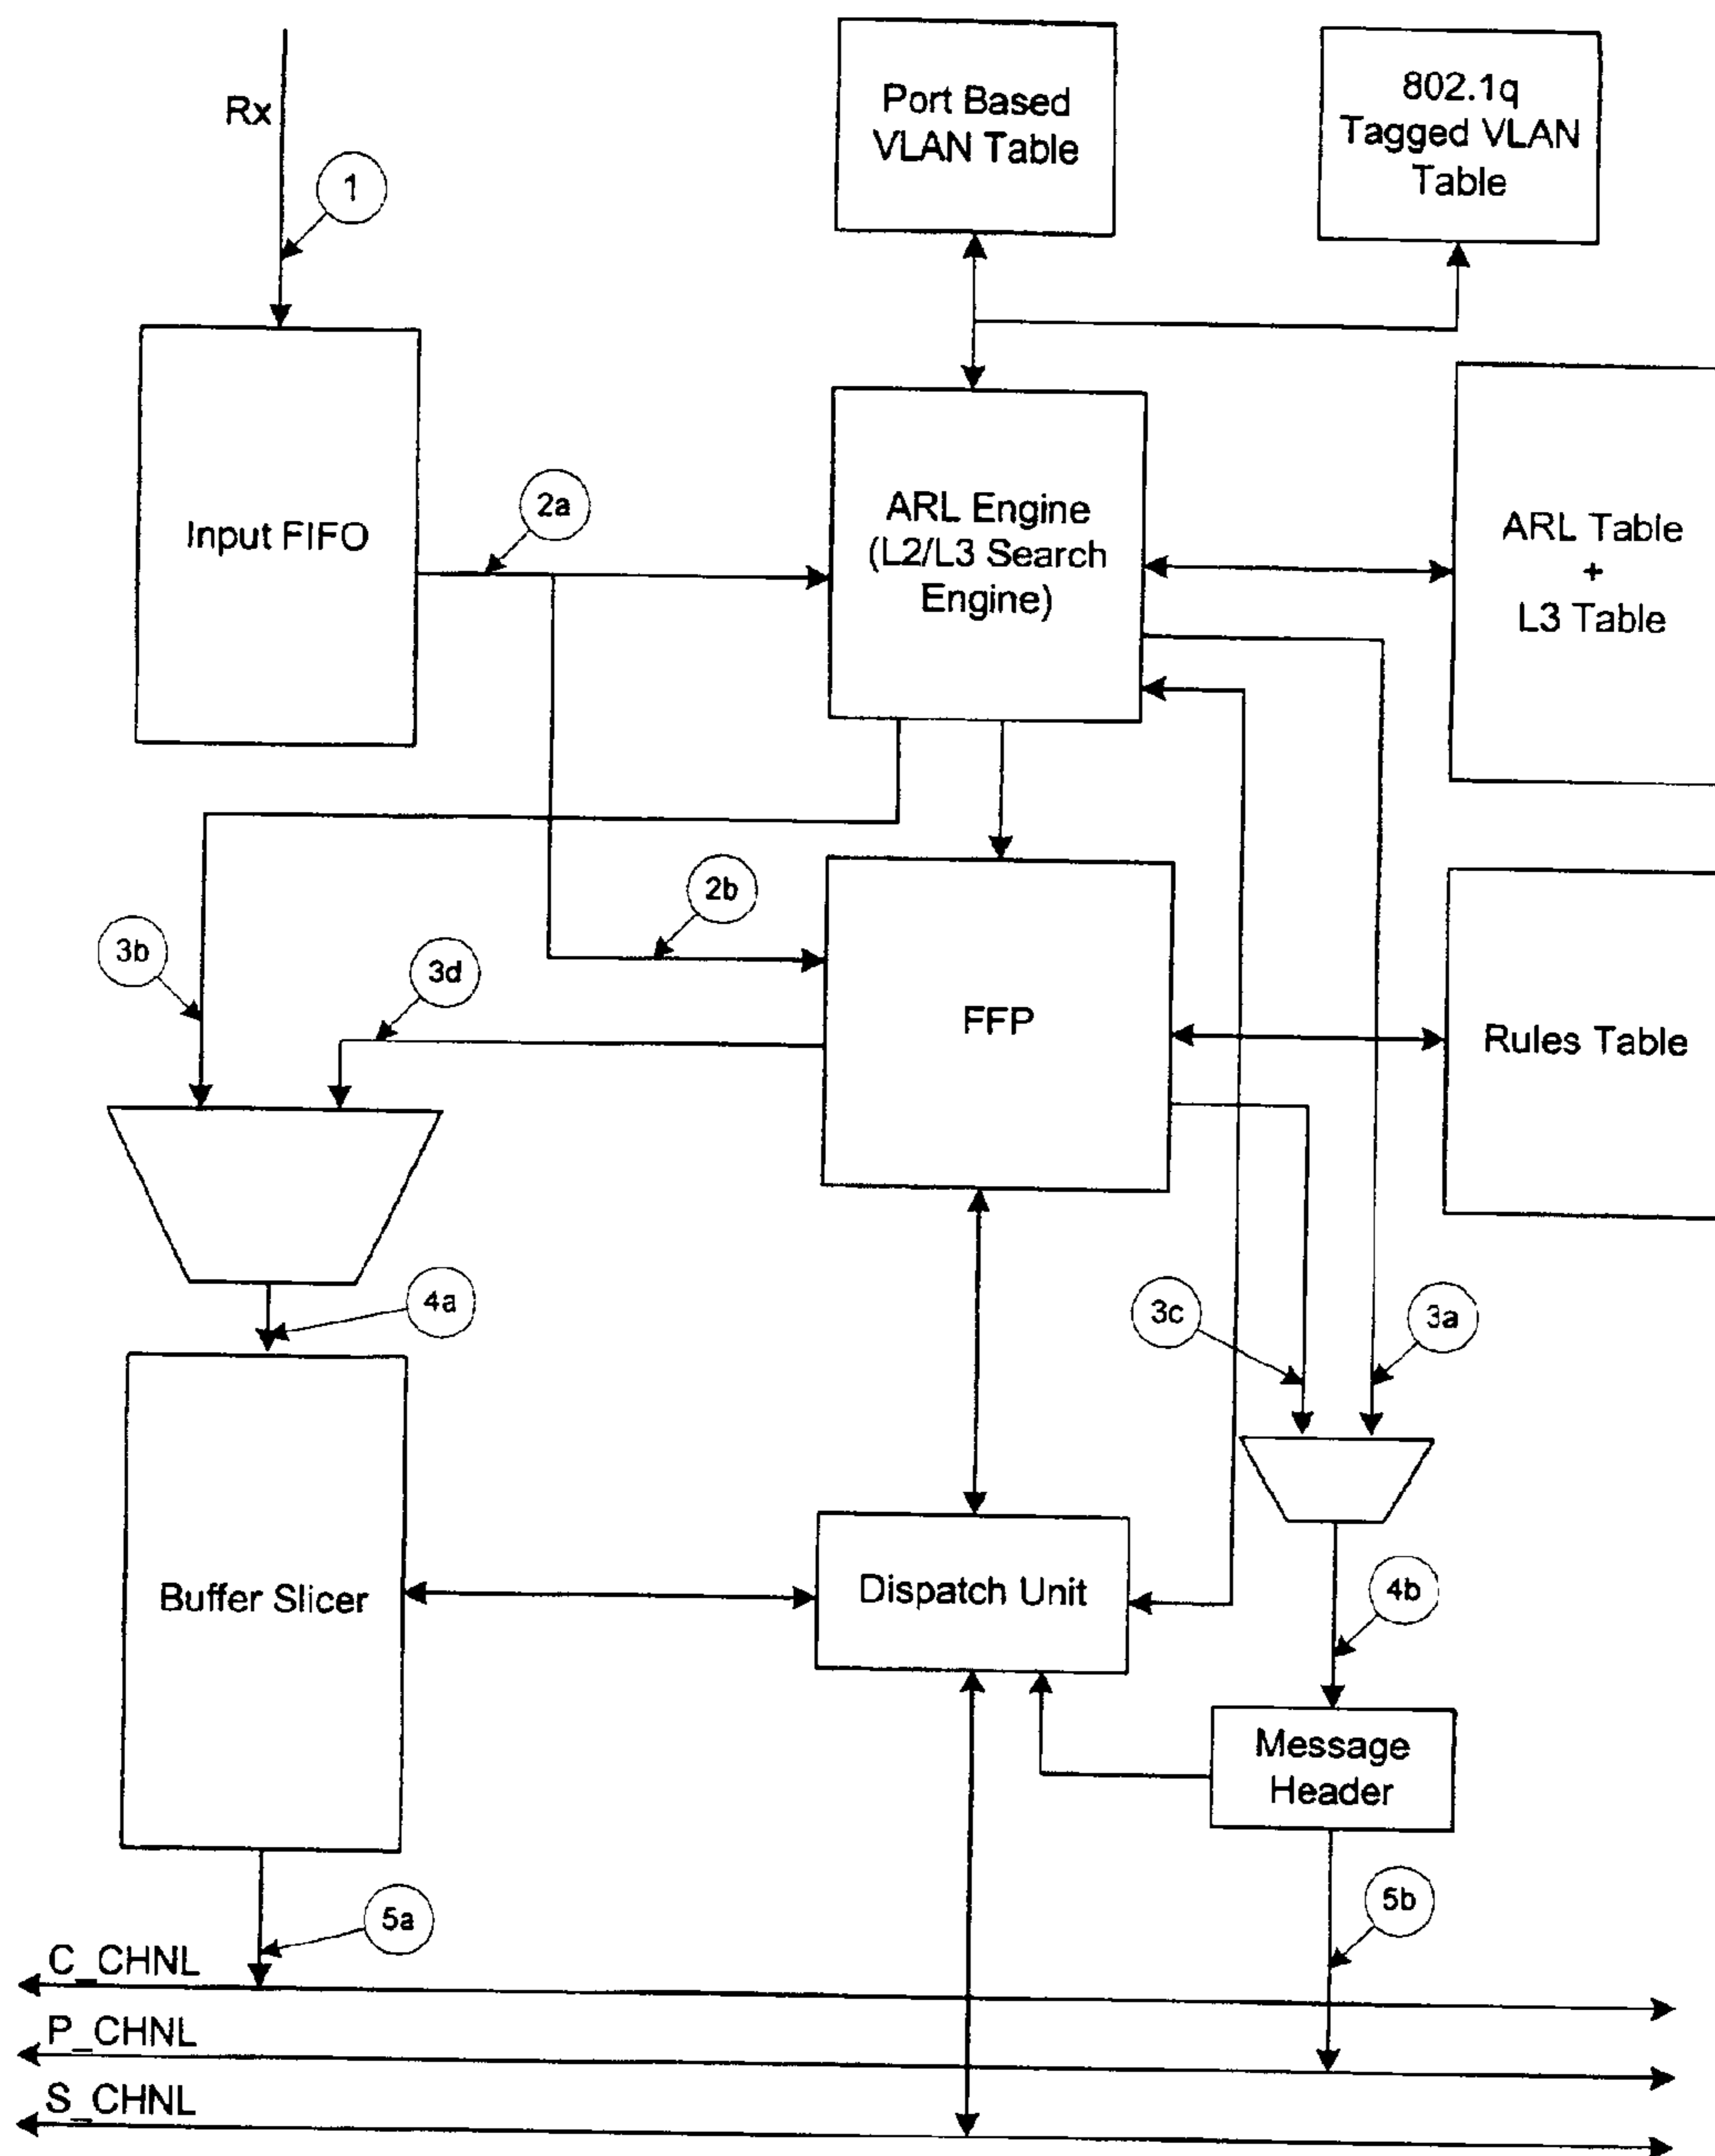 Rx
1
Port Based
VLAN Table
802.1q
Tagged VLAN
Table
Input FIFO
2a
ARL Engine
(L2/L3 Search
Engine)
ARL Table
+
L3 Table
2b
3b
3d
FFP
Rules Table
4a
3c
3a
Buffer Slicer
Dispatch Unit
4b
Message
Header
5a
5b
C_CHNL
P_CHNL
S_CHNL